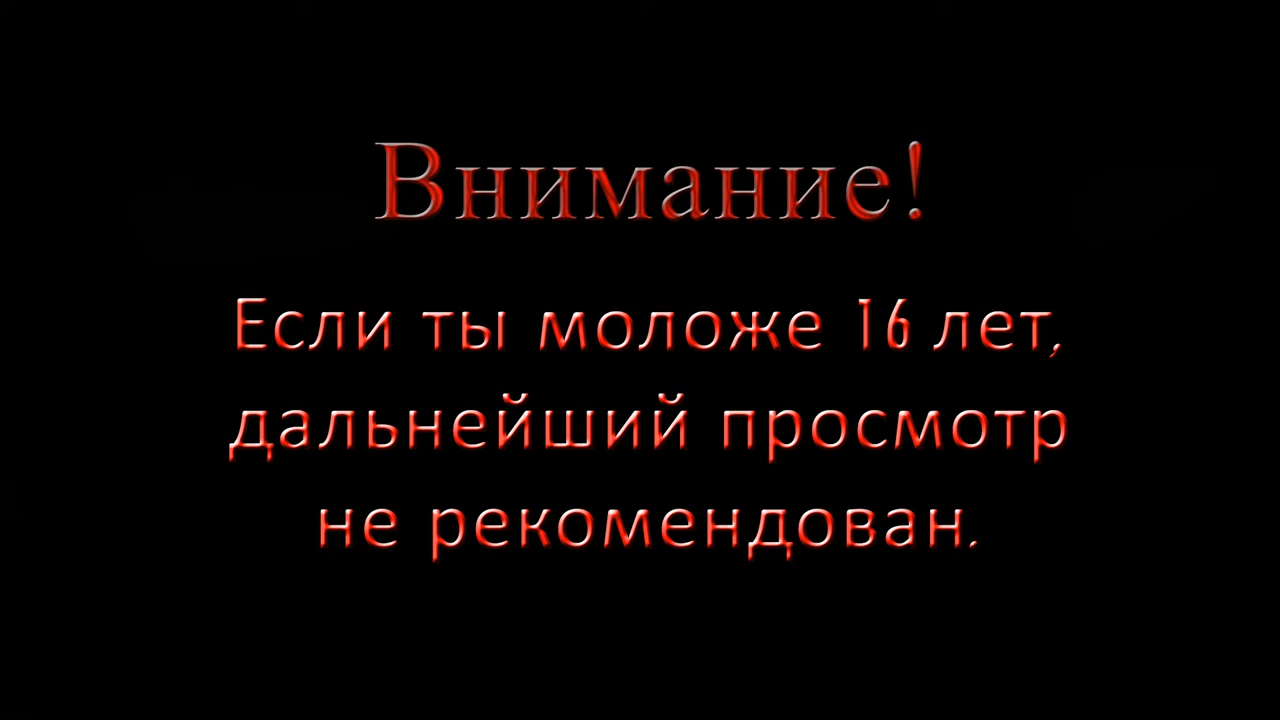 Внимание!
Если ты моложе 16 лет,
дальнейший просмотр
не рекомендован.